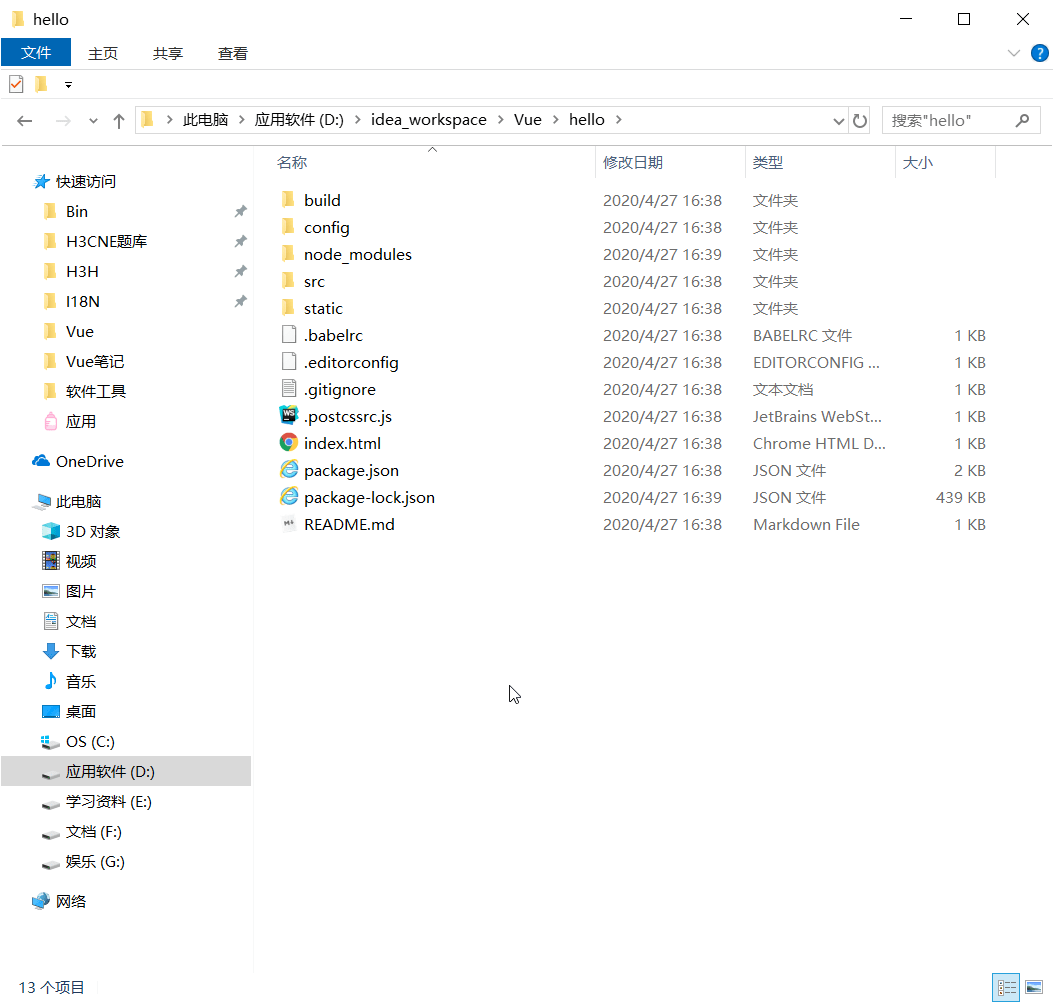 hello
文件 主页 共享 查看
此电脑 应用软件 (D:) idea_workspace Vue hello 搜索"hello"
名称 修改日期 类型 大小
快速访问
Bin
H3CNE题库
H3H
I18N
Vue
Vue笔记
软件工具
应用
OneDrive
此电脑
3D 对象
视频
图片
文档
下载
音乐
桌面
OS (C:)
应用软件 (D:)
学习资料 (E:)
文档 (F:)
娱乐 (G:)
网络
build 2020/4/27 16:38 文件夹
config 2020/4/27 16:38 文件夹
node_modules 2020/4/27 16:39 文件夹
src 2020/4/27 16:38 文件夹
static 2020/4/27 16:38 文件夹
.babelrc 2020/4/27 16:38 BABELRC 文件 1 KB
.editorconfig 2020/4/27 16:38 EDITORCONFIG ... 1 KB
.gitignore 2020/4/27 16:38 文本文档 1 KB
.postcssrc.js 2020/4/27 16:38 JetBrains WebSt... 1 KB
index.html 2020/4/27 16:38 Chrome HTML D... 1 KB
package.json 2020/4/27 16:38 JSON 文件 2 KB
package-lock.json 2020/4/27 16:39 JSON 文件 439 KB
README.md 2020/4/27 16:38 Markdown File 1 KB
13 个项目